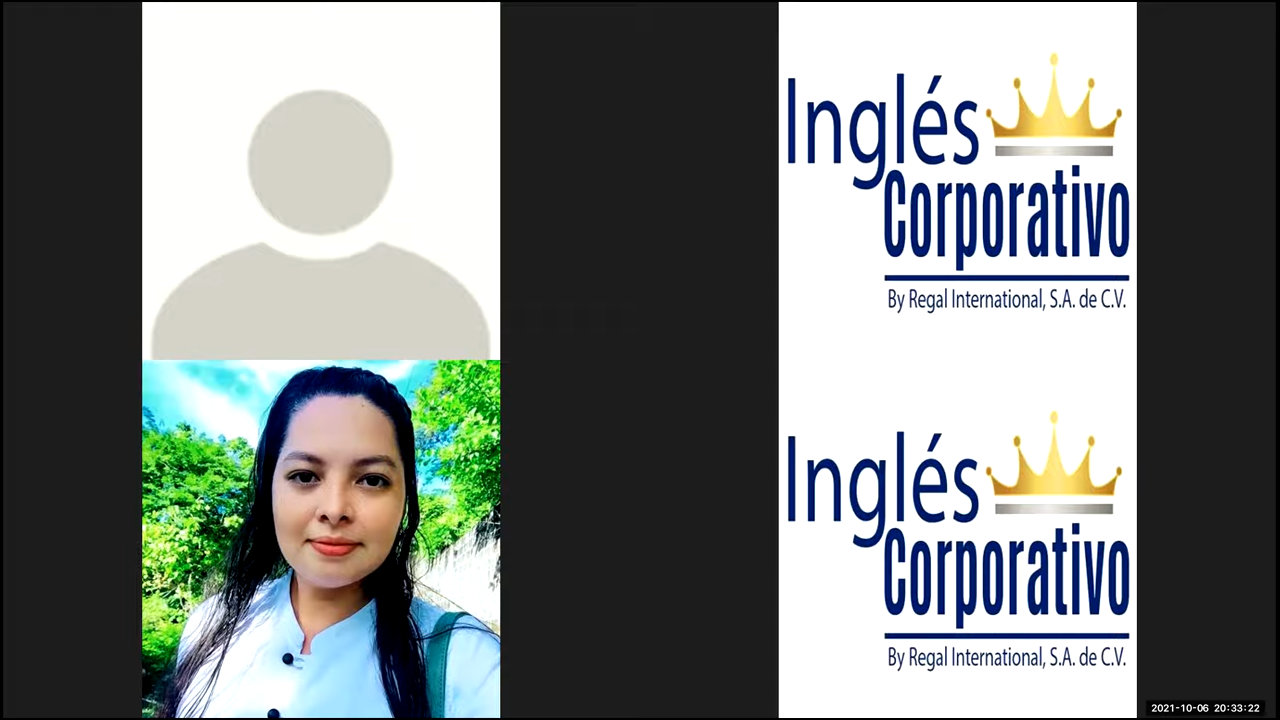 Inglés
Corporativo
By Regal International, S.A. de C.V.
Inglés
Corporativo
By Regal International, S.A. de C.V.
2021-10-06 20:33:22